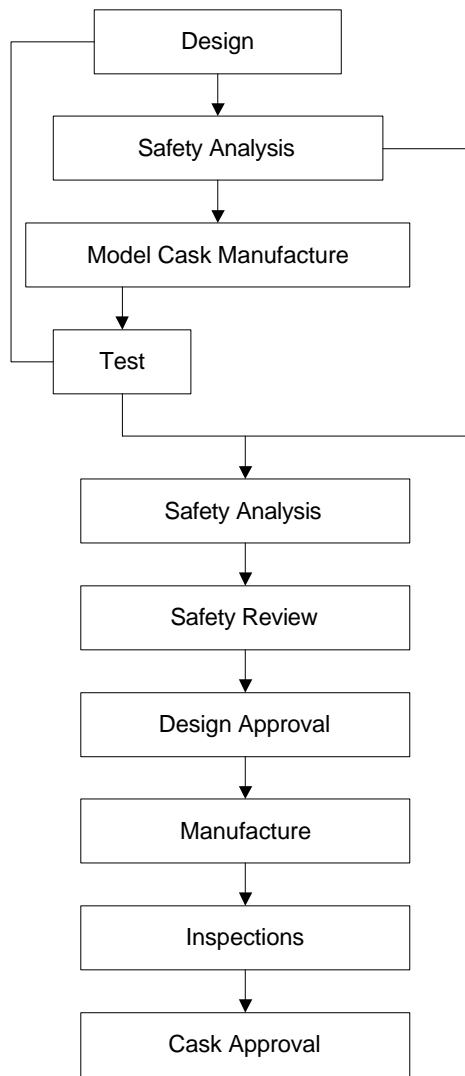 Design
Safety Analysis
Model Cask Manufacture
Test
Safety Analysis
Safety Review
Design Approval
Manufacture
Inspections
Cask Approval